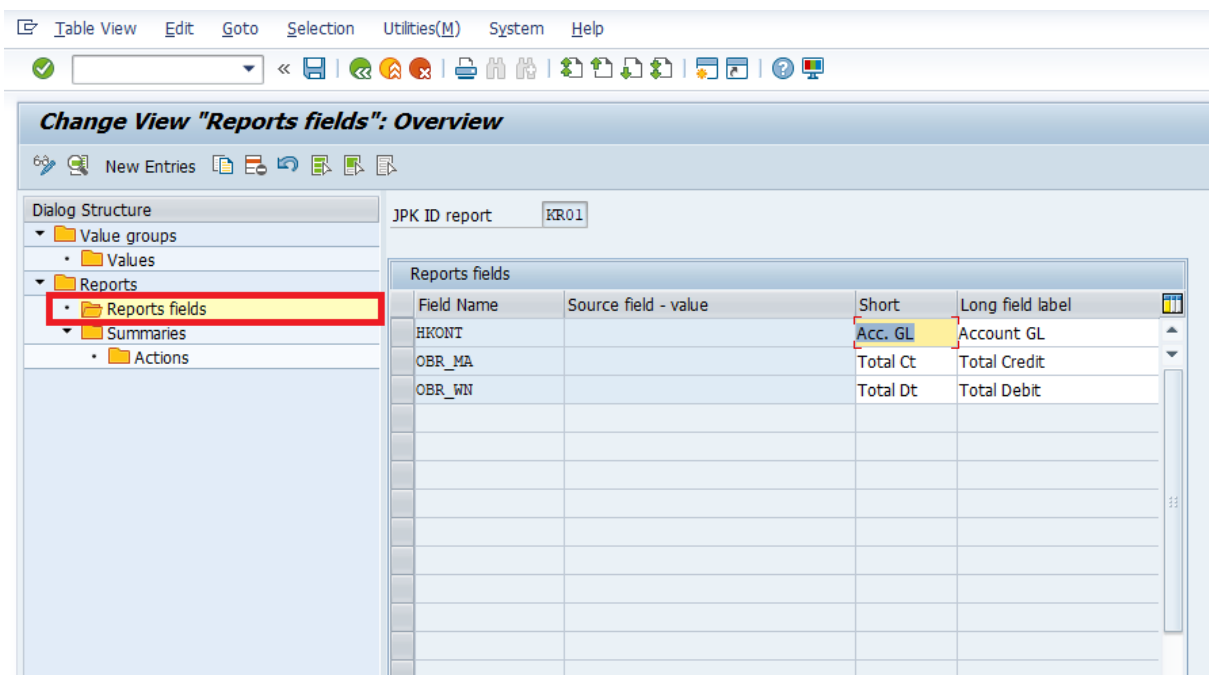 Table View Edit Goto Selection Utilities(M) System Help
Change View "Reports fields": Overview
New Entries
Dialog Structure
Value groups
Values
Reports
Reports fields
Summaries
Actions
JPK ID report KR01
Reports fields
Field Name Source field - value Short Long field label
HKONT Acc. GL Account GL
OBR_MA Total Ct Total Credit
OBR_WN Total Dt Total Debit